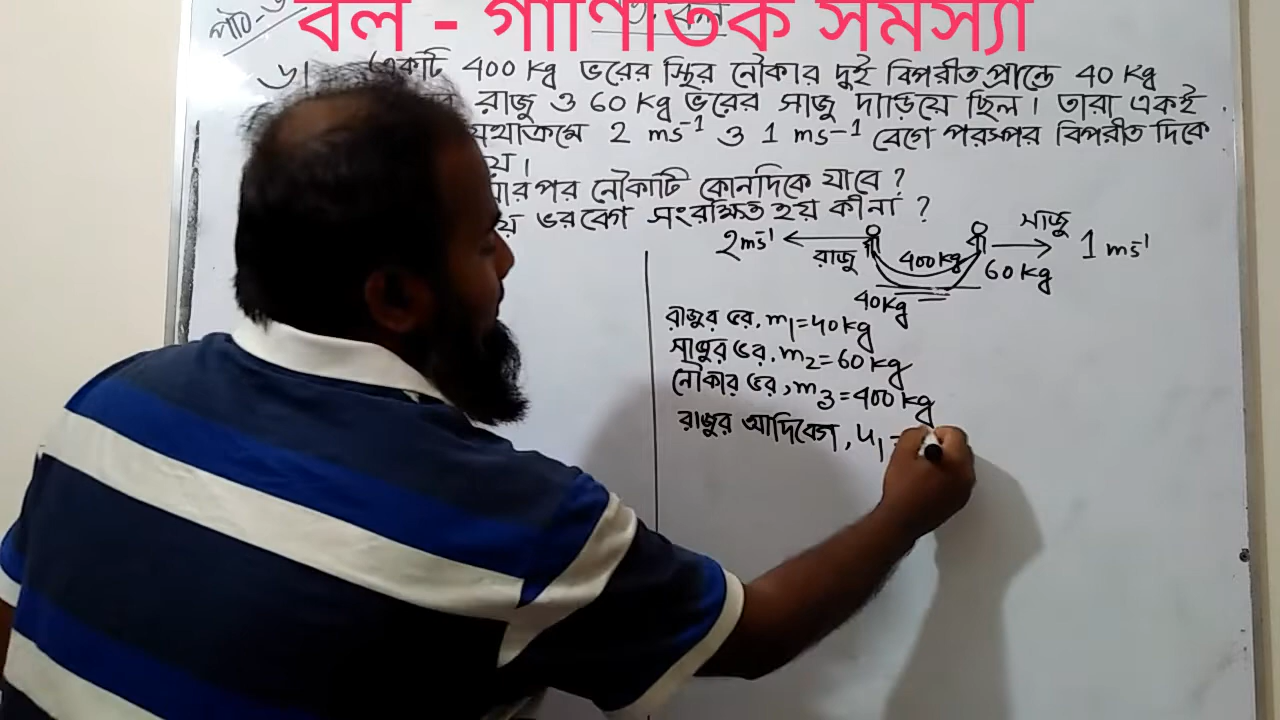 বল - গাণিতিক সমস্যা
পাঠ-৬
৬। একটি 400 Kg ভরের স্থির নৌকার দুই বিপরীত প্রান্তে 40 Kg
রাজু ও 60 Kg ভরের সাজু দাড়িয়ে ছিল। তারা একই
যথাক্রমে 2 ms⁻¹ ও 1 ms⁻¹ বেগে পরস্পর বিপরীত দিকে
পর নৌকাটি কোনদিকে যাবে ?
ভরবেগ সংরক্ষিত হয় কীনা ?
সাজু
2ms⁻¹ রাজু 400 kg 60 kg 1 ms⁻¹
40kg
রাজুর ভর, m₁=40kg
সাজুর ভর, m₂=60kg
নৌকার ভর, m₃=400kg
রাজুর আদিবেগ, u₁ =